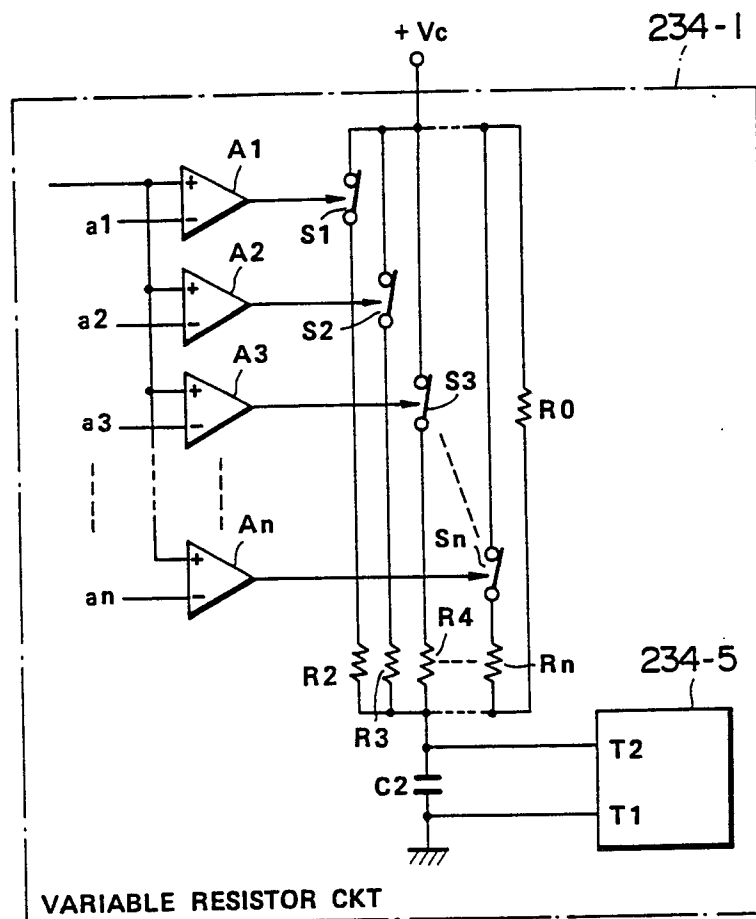 234-1
+ Vc
A1
+
a1
-
S1
A2
+
a2
-
S2
A3
+
a3
-
S3
R0
An
+
an
-
Sn
R4
R2
R3
Rn
234-5
T2
C2
T1
VARIABLE RESISTOR CKT